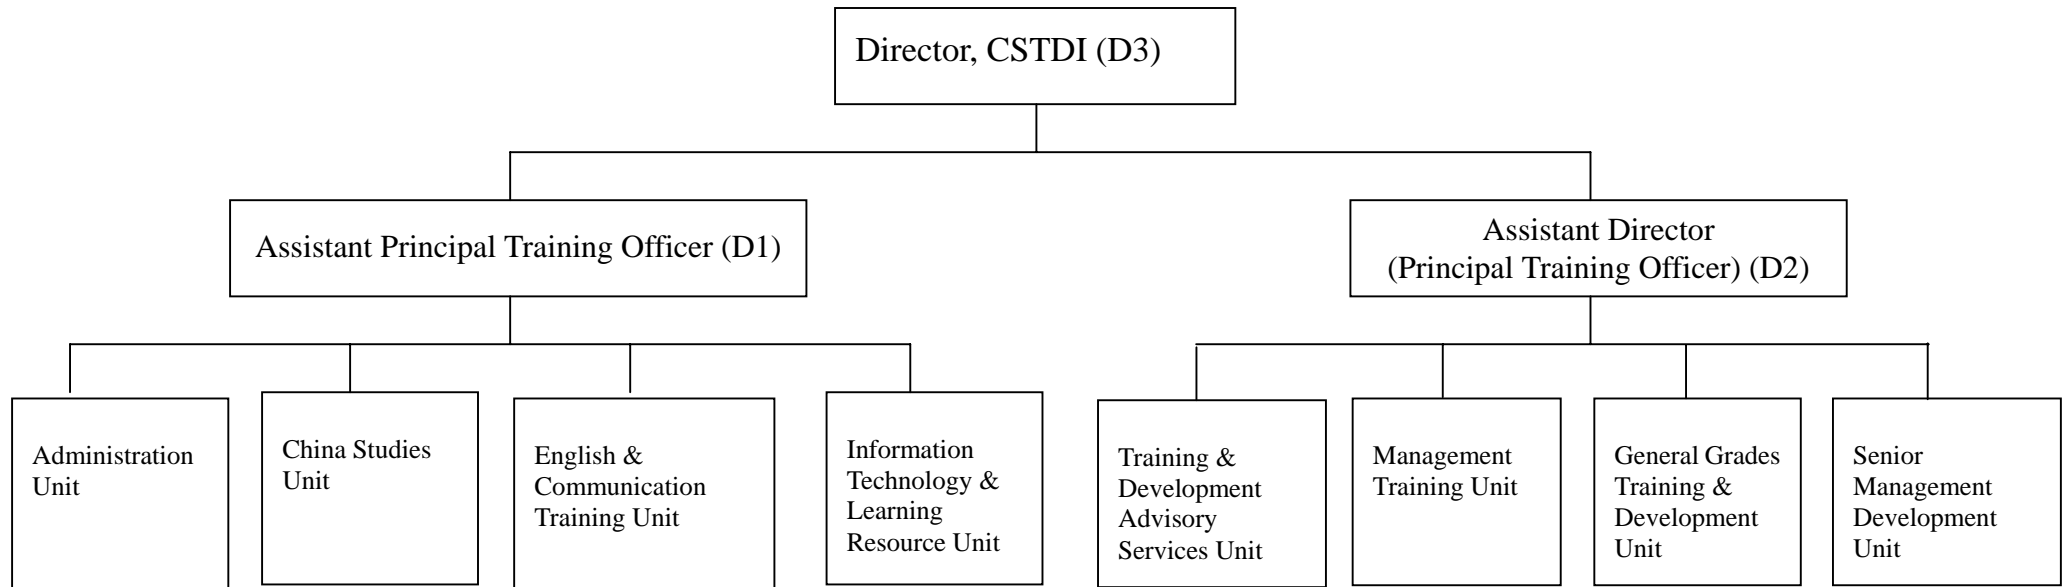 Director, CSTDI (D3)
Assistant Principal Training Officer (D1)
Assistant Director
(Principal Training Officer) (D2)
Administration
Unit
China Studies
Unit
English &
Communication
Training Unit
Information
Technology &
Learning
Resource Unit
Training &
Development
Advisory
Services Unit
Management
Training Unit
General Grades
Training &
Development
Unit
Senior
Management
Development
Unit